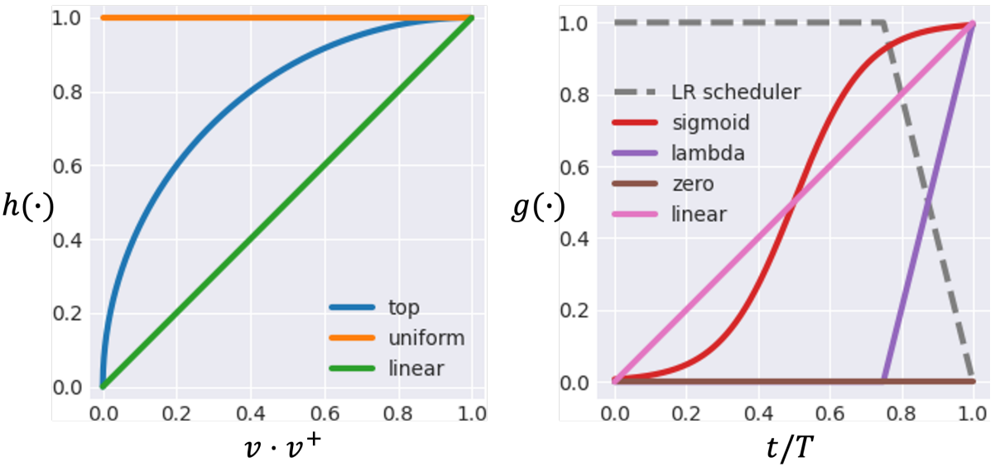 h(·)
1.0
0.8
0.6
0.4
0.2
0.0
top
uniform
linear
0.0 0.2 0.4 0.6 0.8 1.0
v · v⁺
g(·)
1.0
0.8
0.6
0.4
0.2
0.0
LR scheduler
sigmoid
lambda
zero
linear
0.0 0.2 0.4 0.6 0.8 1.0
t/T